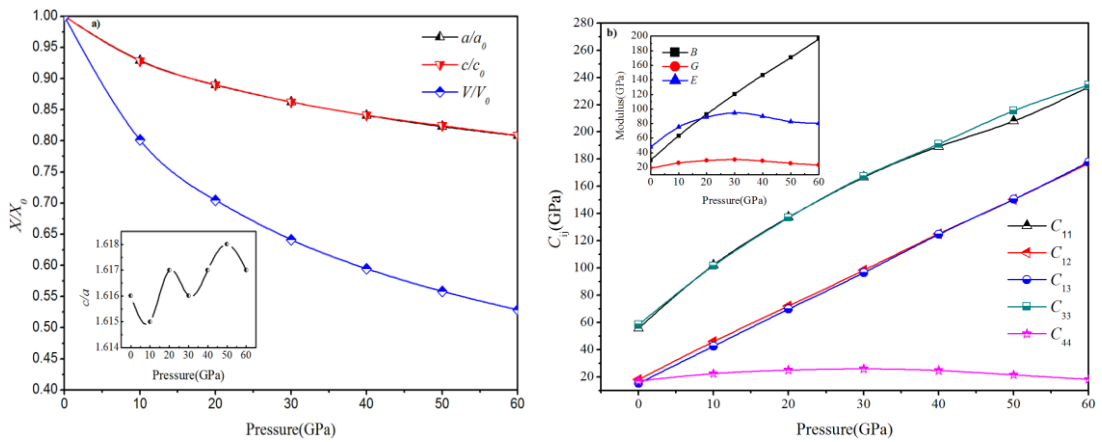 a)
1.00
0.95
0.90
0.85
0.80
0.75
0.70
0.65
0.60
0.55
0.50
0.45
0.40
X/X₀
a/a₀
c/c₀
V/V₀
1.618
1.617
1.616
1.615
1.614
c/a
0 10 20 30 40 50 60
Pressure(GPa)
0 10 20 30 40 50 60
Pressure(GPa)
b)
280
260
240
220
200
180
160
140
120
100
80
60
40
20
Cij(GPa)
200
180
160
140
120
100
80
60
40
20
Modulus(GPa)
B
G
E
0 10 20 30 40 50 60
Pressure(GPa)
C₁₁
C₁₂
C₁₃
C₃₃
C₄₄
0 10 20 30 40 50 60
Pressure(GPa)